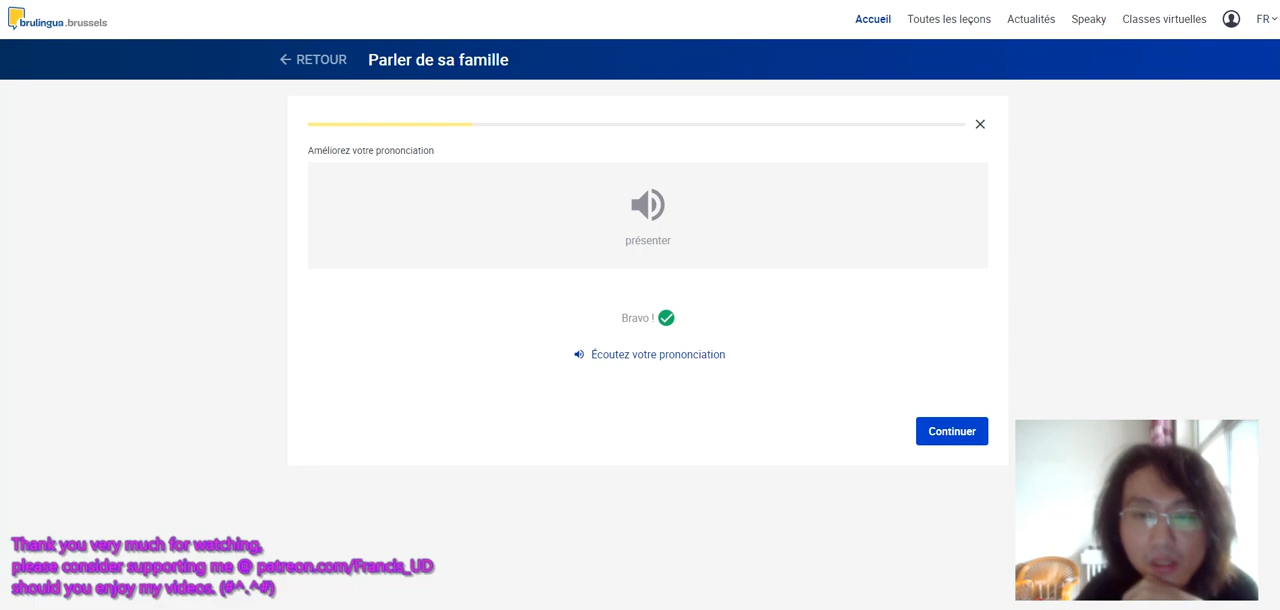 brulingua.brussels
Accueil Toutes les leçons Actualités Speaky Classes virtuelles FR
RETOUR Parler de sa famille
Améliorez votre prononciation
présenter
Bravo !
Écoutez votre prononciation
Continuer
Thank you very much for watching,
please consider supporting me @ patreon.com/Francis_UD
should you enjoy my videos. (#^.^#)